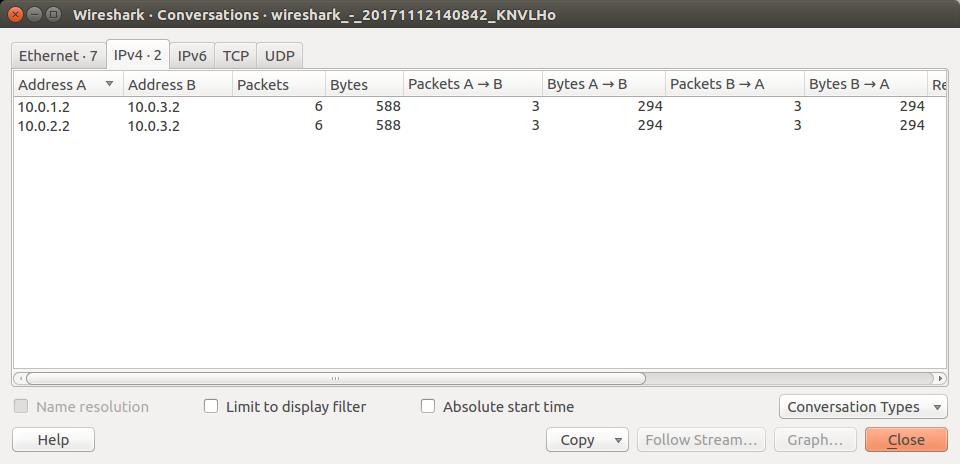 Wireshark · Conversations · wireshark_-_20171112140842_KNVLHo
Ethernet · 7 IPv4 · 2 IPv6 TCP UDP
Address A Address B Packets Bytes Packets A → B Bytes A → B Packets B → A Bytes B → A Re
10.0.1.2 10.0.3.2 6 588 3 294 3 294
10.0.2.2 10.0.3.2 6 588 3 294 3 294
Name resolution Limit to display filter Absolute start time Conversation Types
Help Copy Follow Stream... Graph... Close